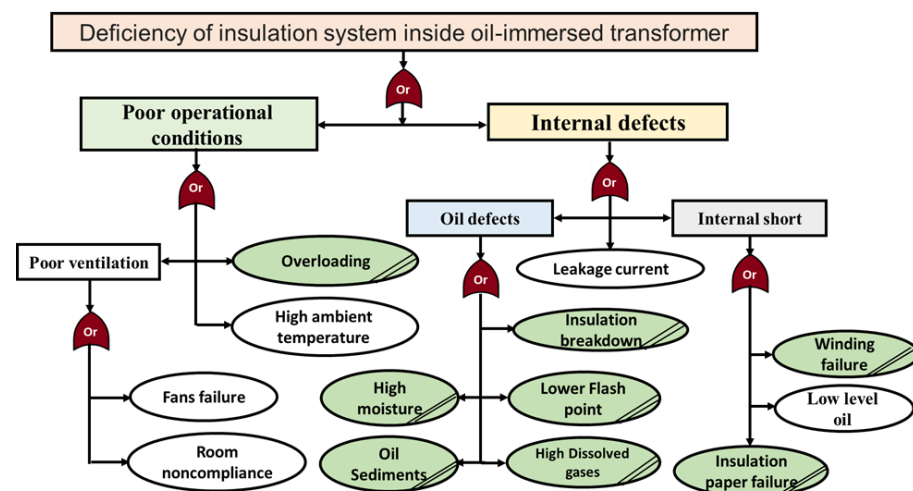 Deficiency of insulation system inside oil-immersed transformer
Or
Poor operational
conditions
Internal defects
Or
Or
Oil defects
Internal short
Poor ventilation
Overloading
Leakage current
Or
Or
Or
High ambient
temperature
Insulation
breakdown
Winding
failure
Fans failure
High
moisture
Lower Flash
point
Low level
oil
Room
noncompliance
Oil
Sediments
High Dissolved
gases
Insulation
paper failure